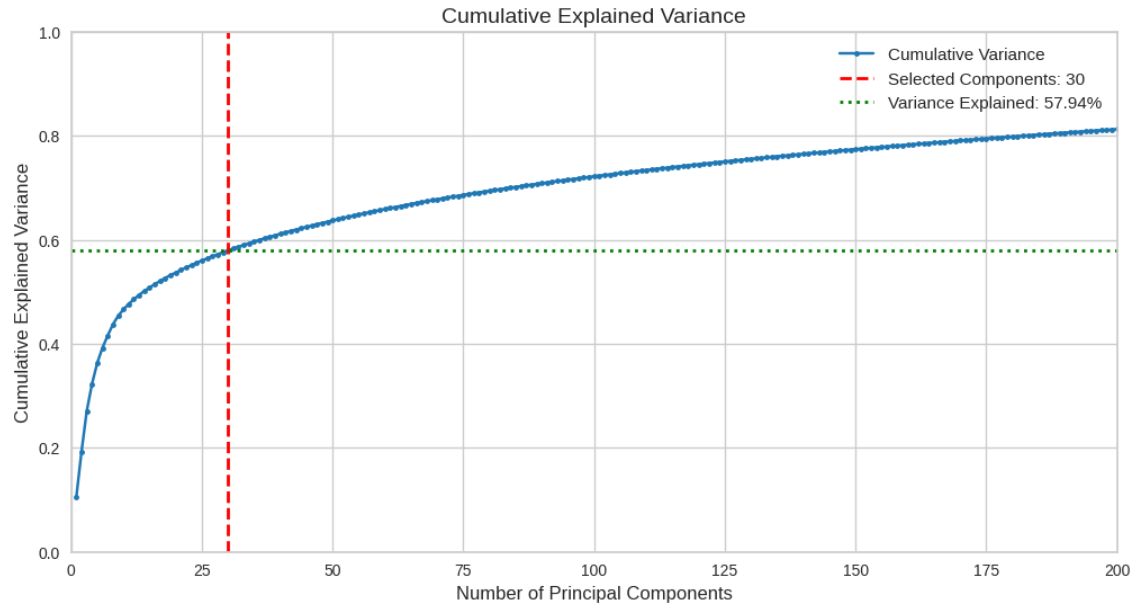 Cumulative Explained Variance
1.0
0.8
0.6
0.4
0.2
0.0
Cumulative Explained Variance
Cumulative Variance
Selected Components: 30
Variance Explained: 57.94%
0 25 50 75 100 125 150 175 200
Number of Principal Components